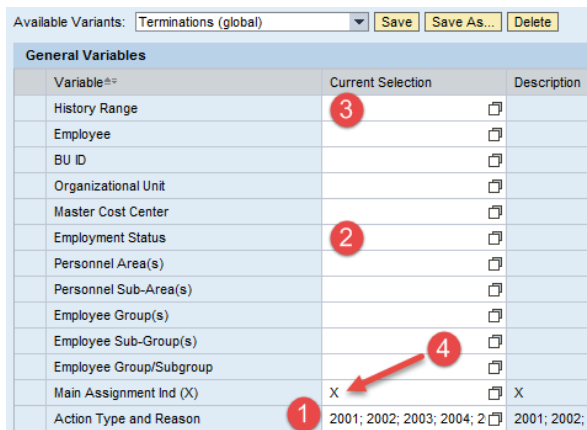 Available Variants: Terminations (global) Save Save As... Delete
General Variables
Variable Current Selection Description
History Range 3
Employee
BU ID
Organizational Unit
Master Cost Center
Employment Status 2
Personnel Area(s)
Personnel Sub-Area(s)
Employee Group(s)
Employee Sub-Group(s)
Employee Group/Subgroup 4
Main Assignment Ind (X) X X
Action Type and Reason 1 2001; 2002; 2003; 2004; 2 2001; 2002;